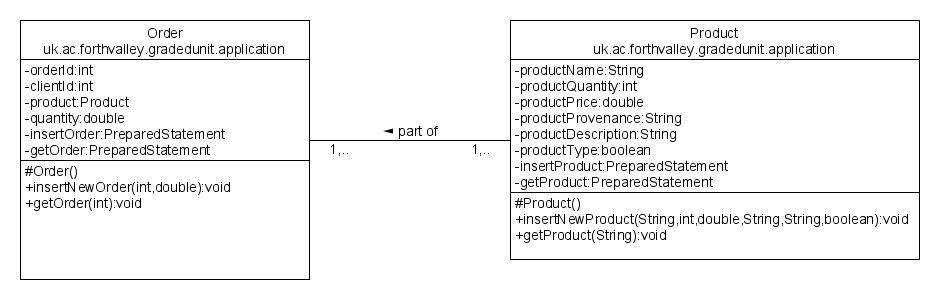 Order
uk.ac.forthvalley.gradedunit.application
-orderId:int
-clientId:int
-product:Product
-quantity:double
-insertOrder:PreparedStatement
-getOrder:PreparedStatement
#Order()
+insertNewOrder(int,double):void
+getOrder(int):void
◄ part of
1,..
1,..
Product
uk.ac.forthvalley.gradedunit.application
-productName:String
-productQuantity:int
-productPrice:double
-productProvenance:String
-productDescription:String
-productType:boolean
-insertProduct:PreparedStatement
-getProduct:PreparedStatement
#Product()
+insertNewProduct(String,int,double,String,String,boolean):void
+getProduct(String):void